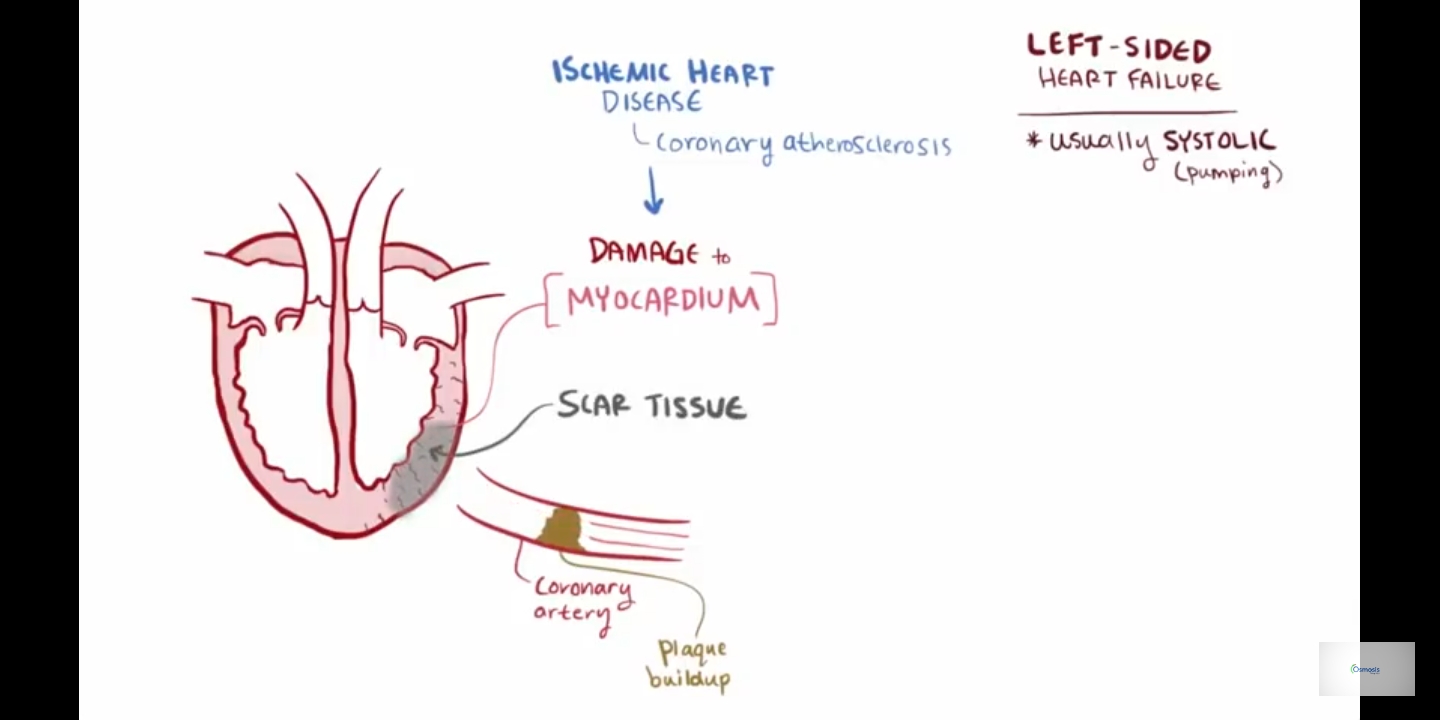 LEFT-SIDED
HEART FAILURE
* usually SYSTOLIC
(pumping)
ISCHEMIC HEART
DISEASE
coronary atherosclerosis
DAMAGE to
[MYOCARDIUM]
SCAR TISSUE
Coronary
artery
Plaque
buildup
Osmosis